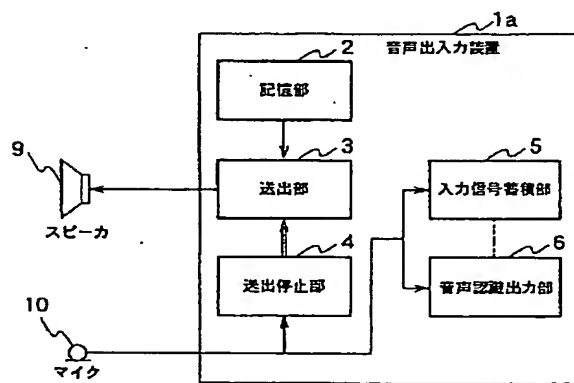 1a
音声出入力装置
2
記憶部
9
3
5
送出部
入力信号蓄積部
スピーカ
4
6
送出停止部
音声認識出力部
10
マイク